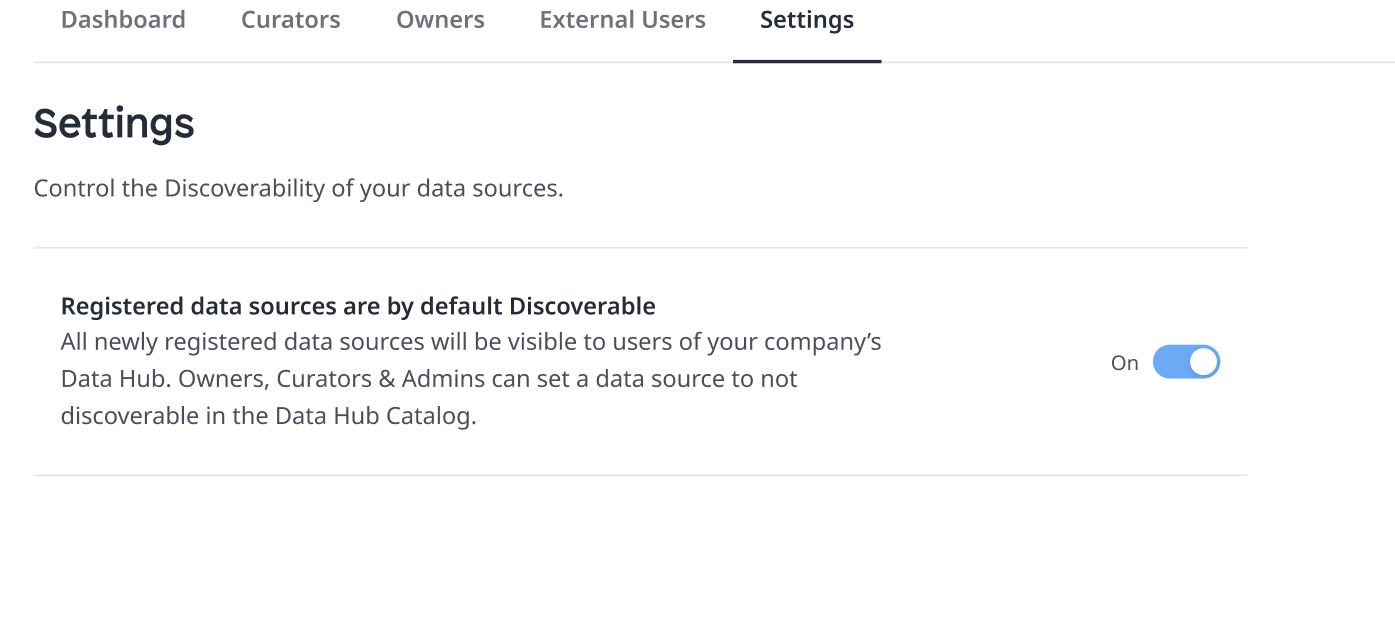 Dashboard Curators Owners External Users Settings
Settings
Control the Discoverability of your data sources.
Registered data sources are by default Discoverable
All newly registered data sources will be visible to users of your company’s
Data Hub. Owners, Curators & Admins can set a data source to not
discoverable in the Data Hub Catalog.
On